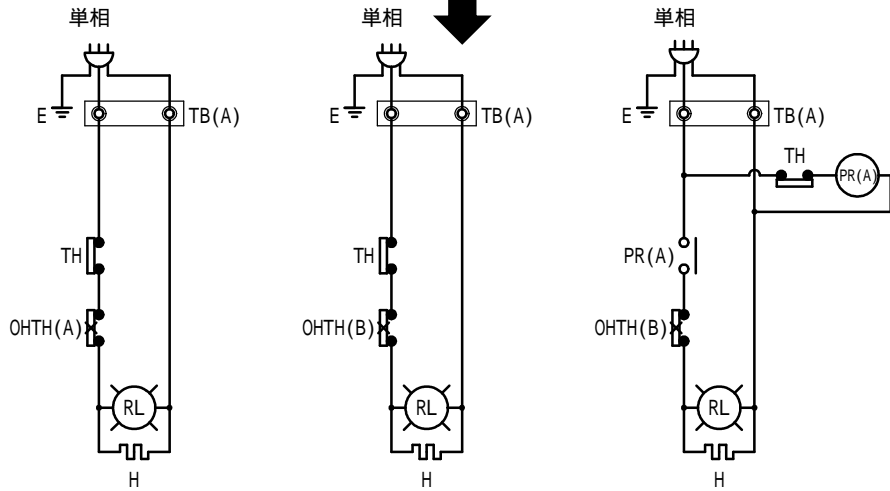 単相
E
TB(A)
TH
OHTH(A)
RL
H
単相
E
TB(A)
TH
OHTH(B)
RL
H
単相
E
TB(A)
TH
PR(A)
PR(A)
OHTH(B)
RL
H